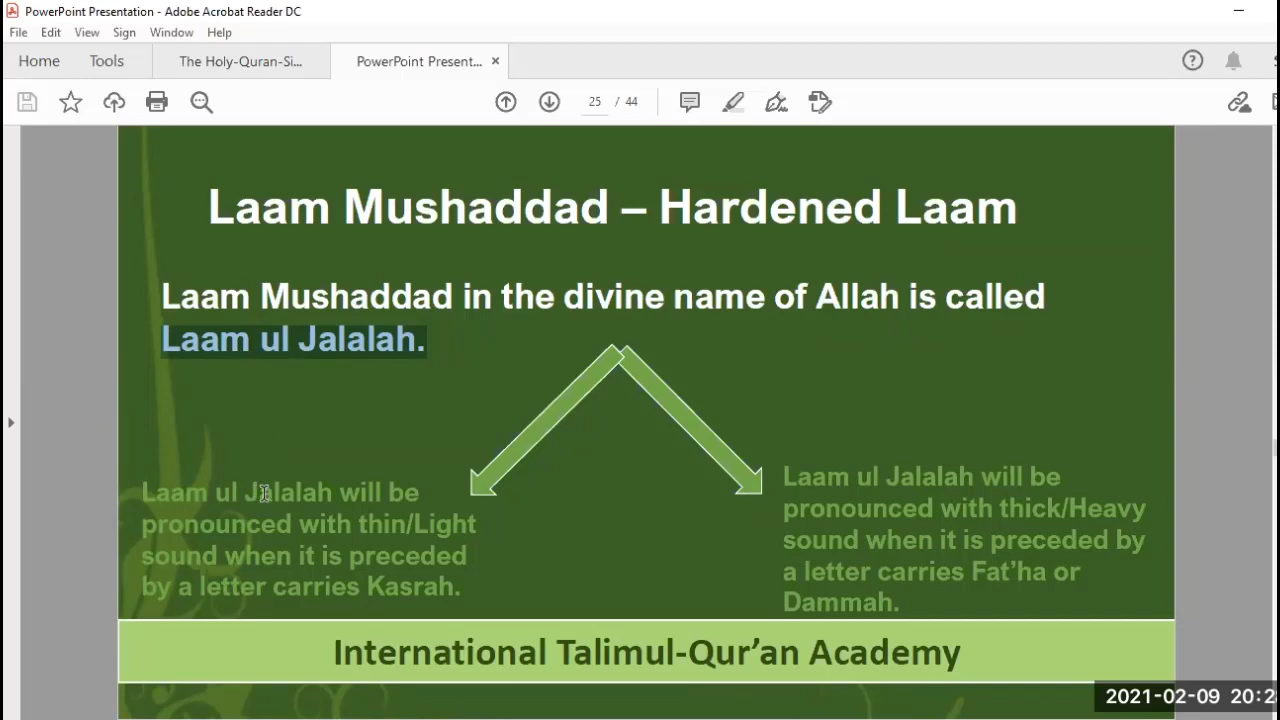 PowerPoint Presentation - Adobe Acrobat Reader DC
File Edit View Sign Window Help
Home Tools The Holy-Quran-Si... PowerPoint Present... ×
25 / 44
Laam Mushaddad – Hardened Laam
Laam Mushaddad in the divine name of Allah is called
Laam ul Jalalah.
Laam ul Jalalah will be
pronounced with thin/Light
sound when it is preceded
by a letter carries Kasrah.
Laam ul Jalalah will be
pronounced with thick/Heavy
sound when it is preceded by
a letter carries Fat’ha or
Dammah.
International Talimul-Qur’an Academy
2021-02-09 20:2